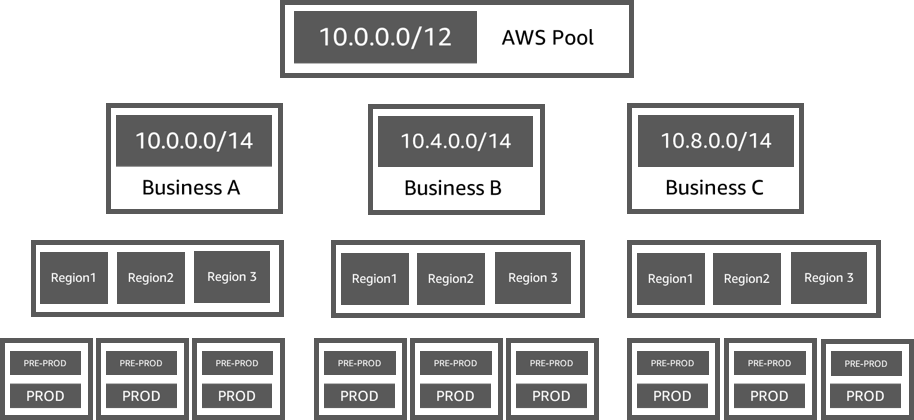 10.0.0.0/12 AWS Pool
10.0.0.0/14 10.4.0.0/14 10.8.0.0/14
Business A Business B Business C
Region1 Region2 Region 3 Region1 Region2 Region 3 Region1 Region2 Region 3
PRE-PROD PRE-PROD PRE-PROD PRE-PROD PRE-PROD PRE-PROD PRE-PROD PRE-PROD PRE-PROD
PROD PROD PROD PROD PROD PROD PROD PROD PROD